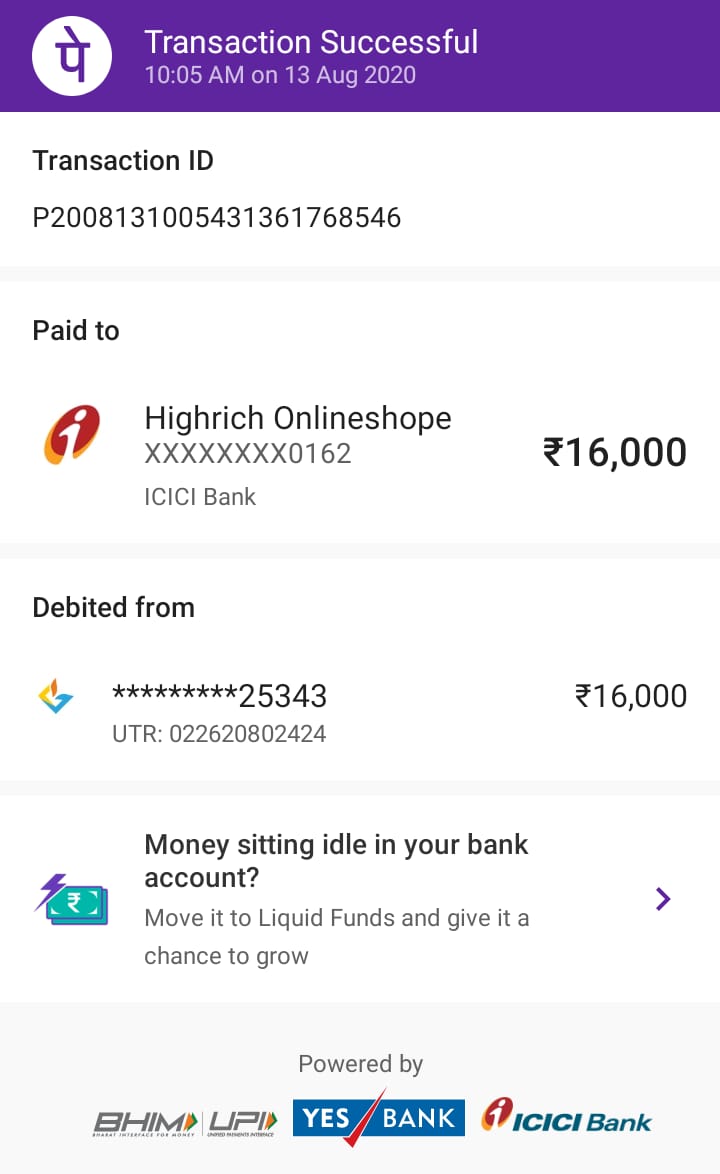 पे
Transaction Successful
10:05 AM on 13 Aug 2020
Transaction ID
P2008131005431361768546
Paid to
Highrich Onlineshope
XXXXXXXX0162
₹16,000
ICICI Bank
Debited from
*********25343
₹16,000
UTR: 022620802424
Money sitting idle in your bank
account?
₹
Move it to Liquid Funds and give it a
chance to grow
Powered by
BHIM UPI YES BANK ICICI Bank
BHARAT INTERFACE FOR MONEY UNIFIED PAYMENTS INTERFACE